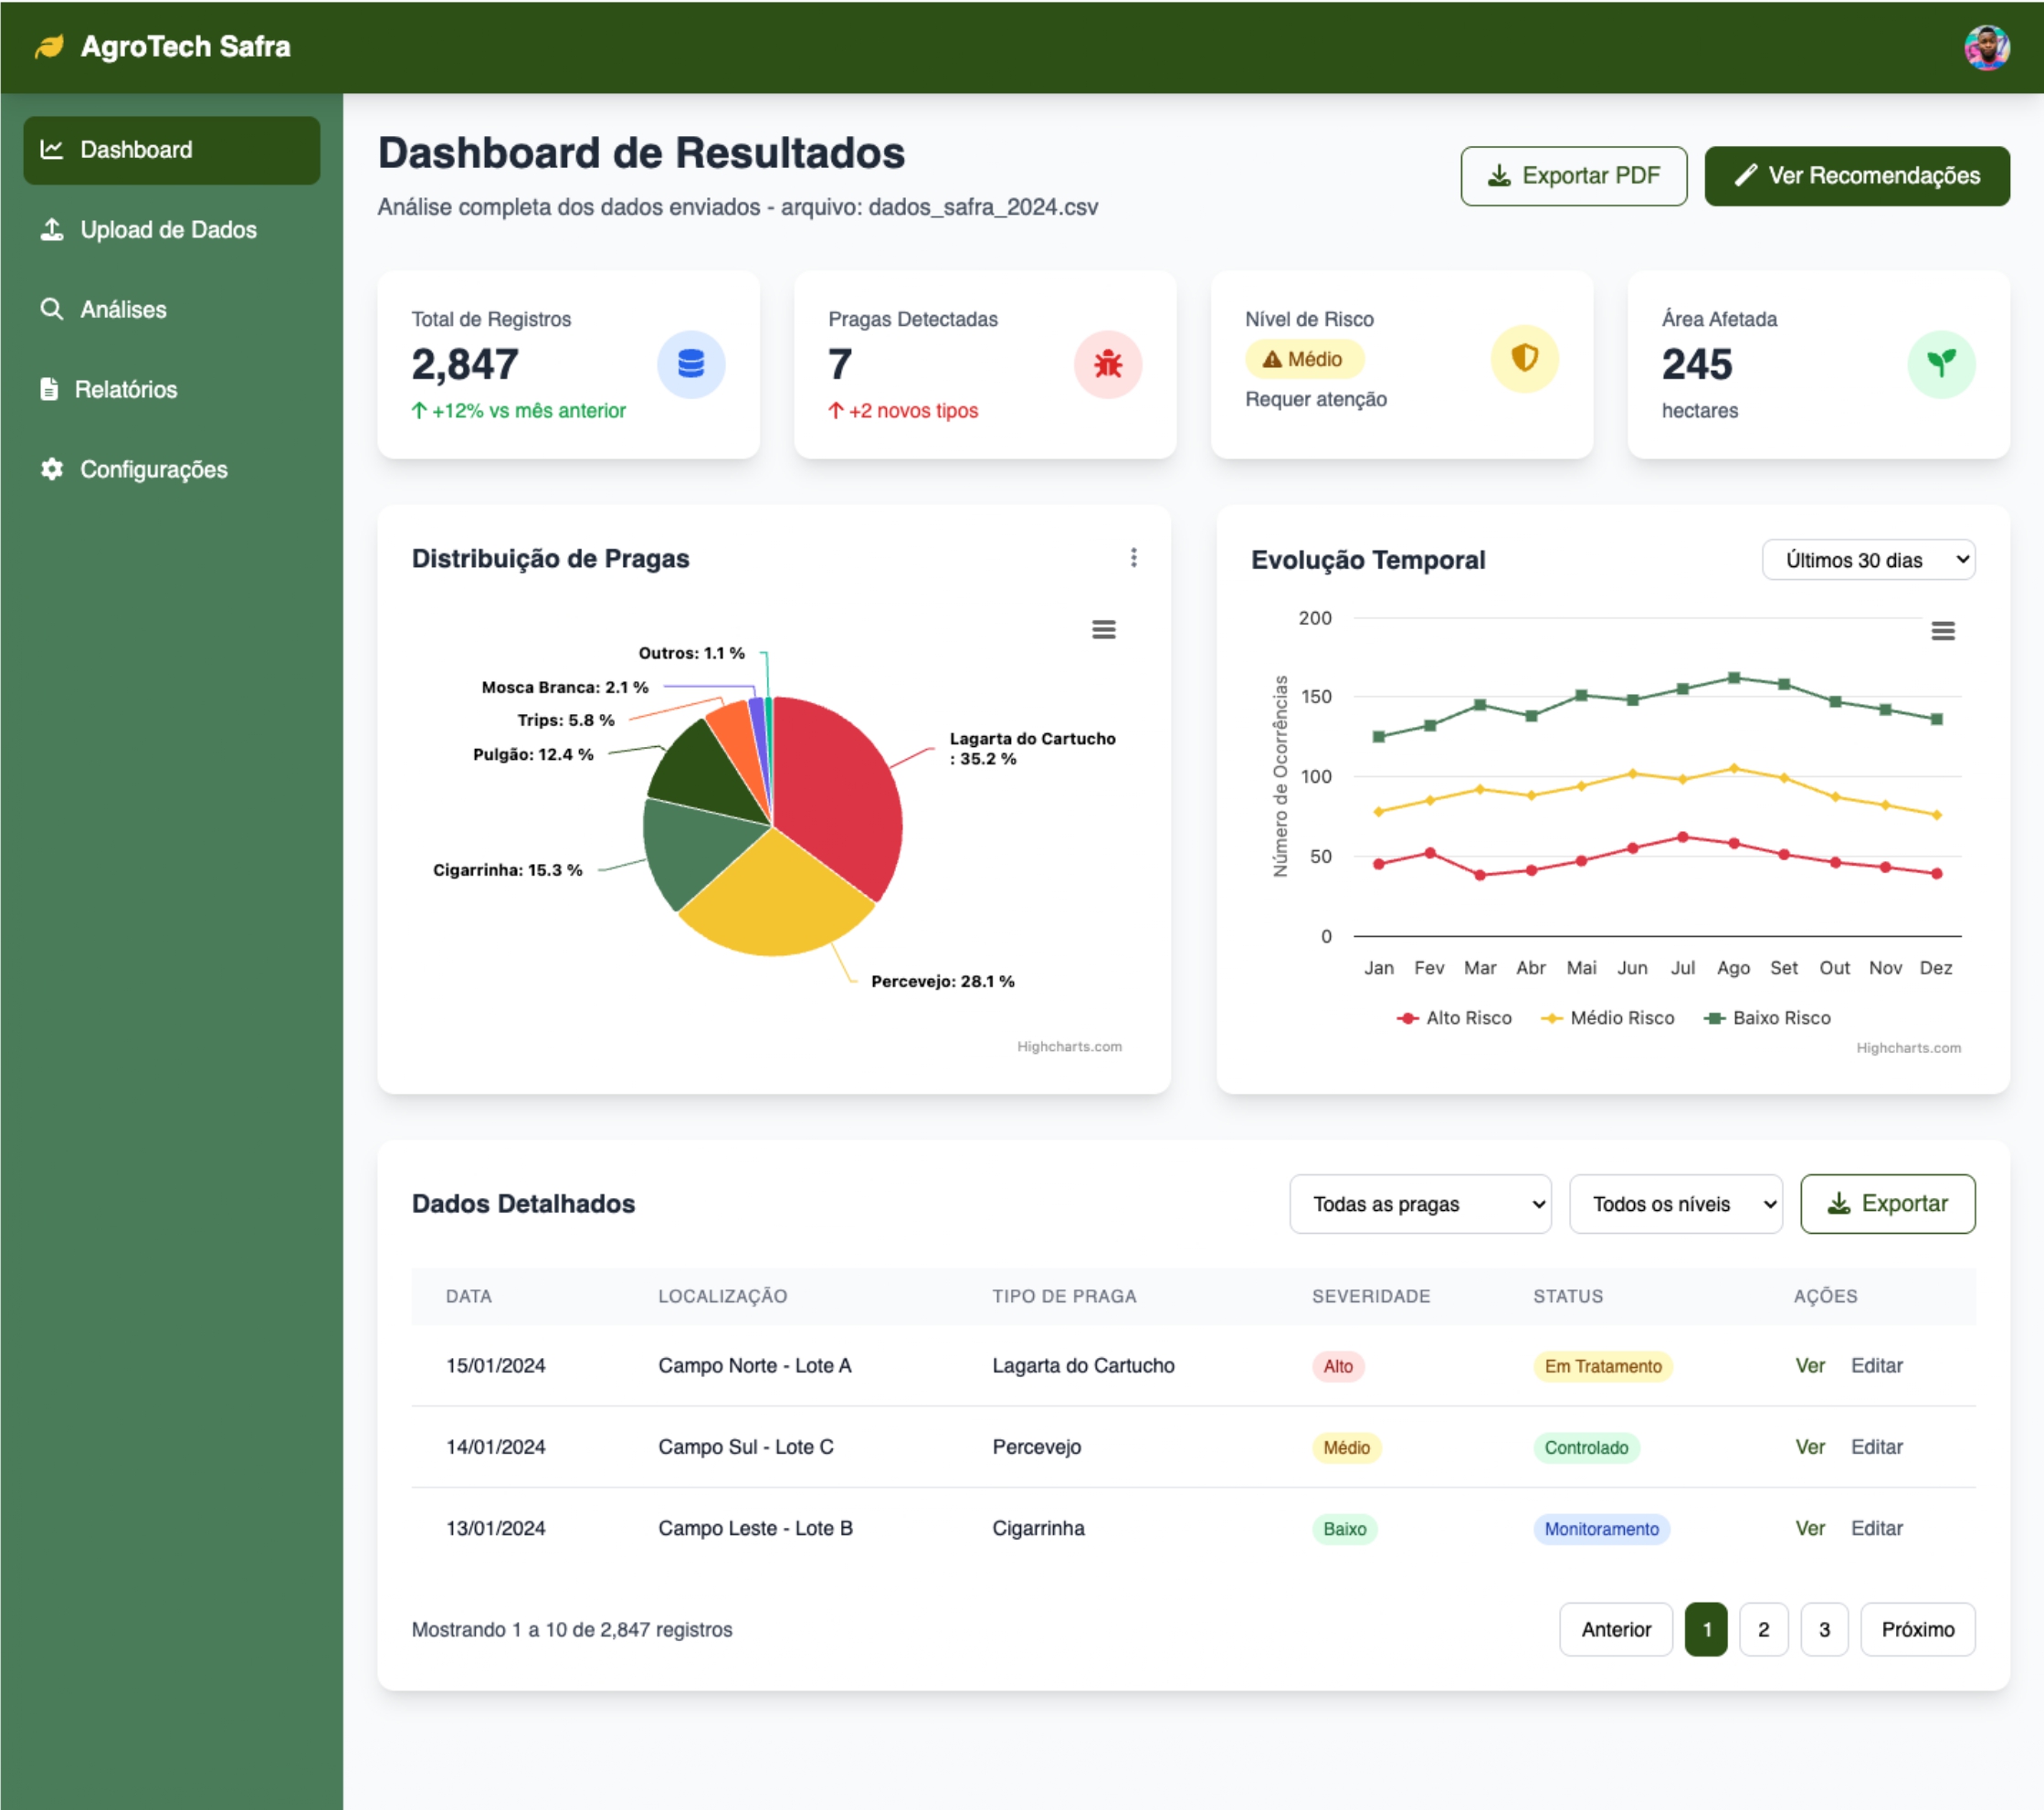 AgroTech Safra
Dashboard
Upload de Dados
Análises
Relatórios
Configurações
Dashboard de Resultados
Análise completa dos dados enviados - arquivo: dados_safra_2024.csv
Exportar PDF
Ver Recomendações
Total de Registros
2,847
+12% vs mês anterior
Pragas Detectadas
7
+2 novos tipos
Nível de Risco
Médio
Requer atenção
Área Afetada
245
hectares
Distribuição de Pragas
Outros: 1.1 %
Mosca Branca: 2.1 %
Trips: 5.8 %
Pulgão: 12.4 %
Lagarta do Cartucho
: 35.2 %
Cigarrinha: 15.3 %
Percevejo: 28.1 %
Highcharts.com
Evolução Temporal
Últimos 30 dias
Número de Ocorrências
200
150
100
50
0
Jan Fev Mar Abr Mai Jun Jul Ago Set Out Nov Dez
Alto Risco Médio Risco Baixo Risco
Highcharts.com
Dados Detalhados
Todas as pragas
Todos os níveis
Exportar
DATA LOCALIZAÇÃO TIPO DE PRAGA SEVERIDADE STATUS AÇÕES
15/01/2024 Campo Norte - Lote A Lagarta do Cartucho Alto Em Tratamento Ver Editar
14/01/2024 Campo Sul - Lote C Percevejo Médio Controlado Ver Editar
13/01/2024 Campo Leste - Lote B Cigarrinha Baixo Monitoramento Ver Editar
Mostrando 1 a 10 de 2,847 registros
Anterior 1 2 3 Próximo